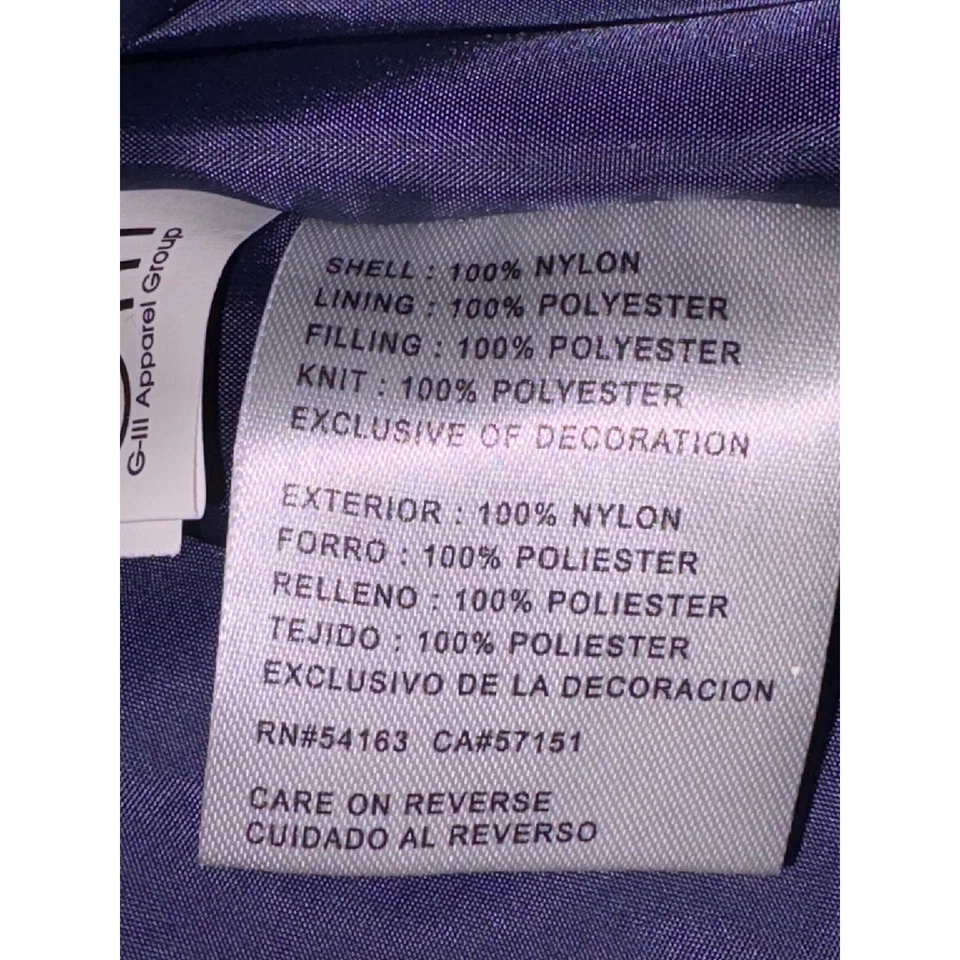 G-III Apparel Group
SHELL : 100% NYLON
LINING : 100% POLYESTER
FILLING : 100% POLYESTER
KNIT : 100% POLYESTER
EXCLUSIVE OF DECORATION
EXTERIOR : 100% NYLON
FORRO : 100% POLIESTER
RELLENO : 100% POLIESTER
TEJIDO : 100% POLIESTER
EXCLUSIVO DE LA DECORACION
RN#54163 CA#57151
CARE ON REVERSE
CUIDADO AL REVERSO